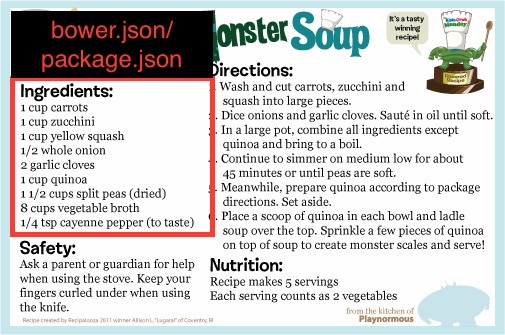 bower.json/
package.json
onster Soup
It's a tasty
winning
recipe!
Kids Cook
Monday
Favored
Recipe
Ingredients:
1 cup carrots
1 cup zucchini
1 cup yellow squash
1/2 whole onion
2 garlic cloves
1 cup quinoa
1 1/2 cups split peas (dried)
8 cups vegetable broth
1/4 tsp cayenne pepper (to taste)
Safety:
Ask a parent or guardian for help
when using the stove. Keep your
fingers curled under when using
the knife.
Directions:
Wash and cut carrots, zucchini and
squash into large pieces.
Dice onions and garlic cloves. Sauté in oil until soft.
In a large pot, combine all ingredients except
quinoa and bring to a boil.
Continue to simmer on medium low for about
45 minutes or until peas are soft.
Meanwhile, prepare quinoa according to package
directions. Set aside.
Place a scoop of quinoa in each bowl and ladle
soup over the top. Sprinkle a few pieces of quinoa
on top of soup to create monster scales and serve!
Nutrition:
Recipe makes 5 servings
Each serving counts as 2 vegetables
Recipe created by Recipalooza 2011 winner Allison L. "Lugaral" of Coventry, RI
from the kitchen of
Playnormous